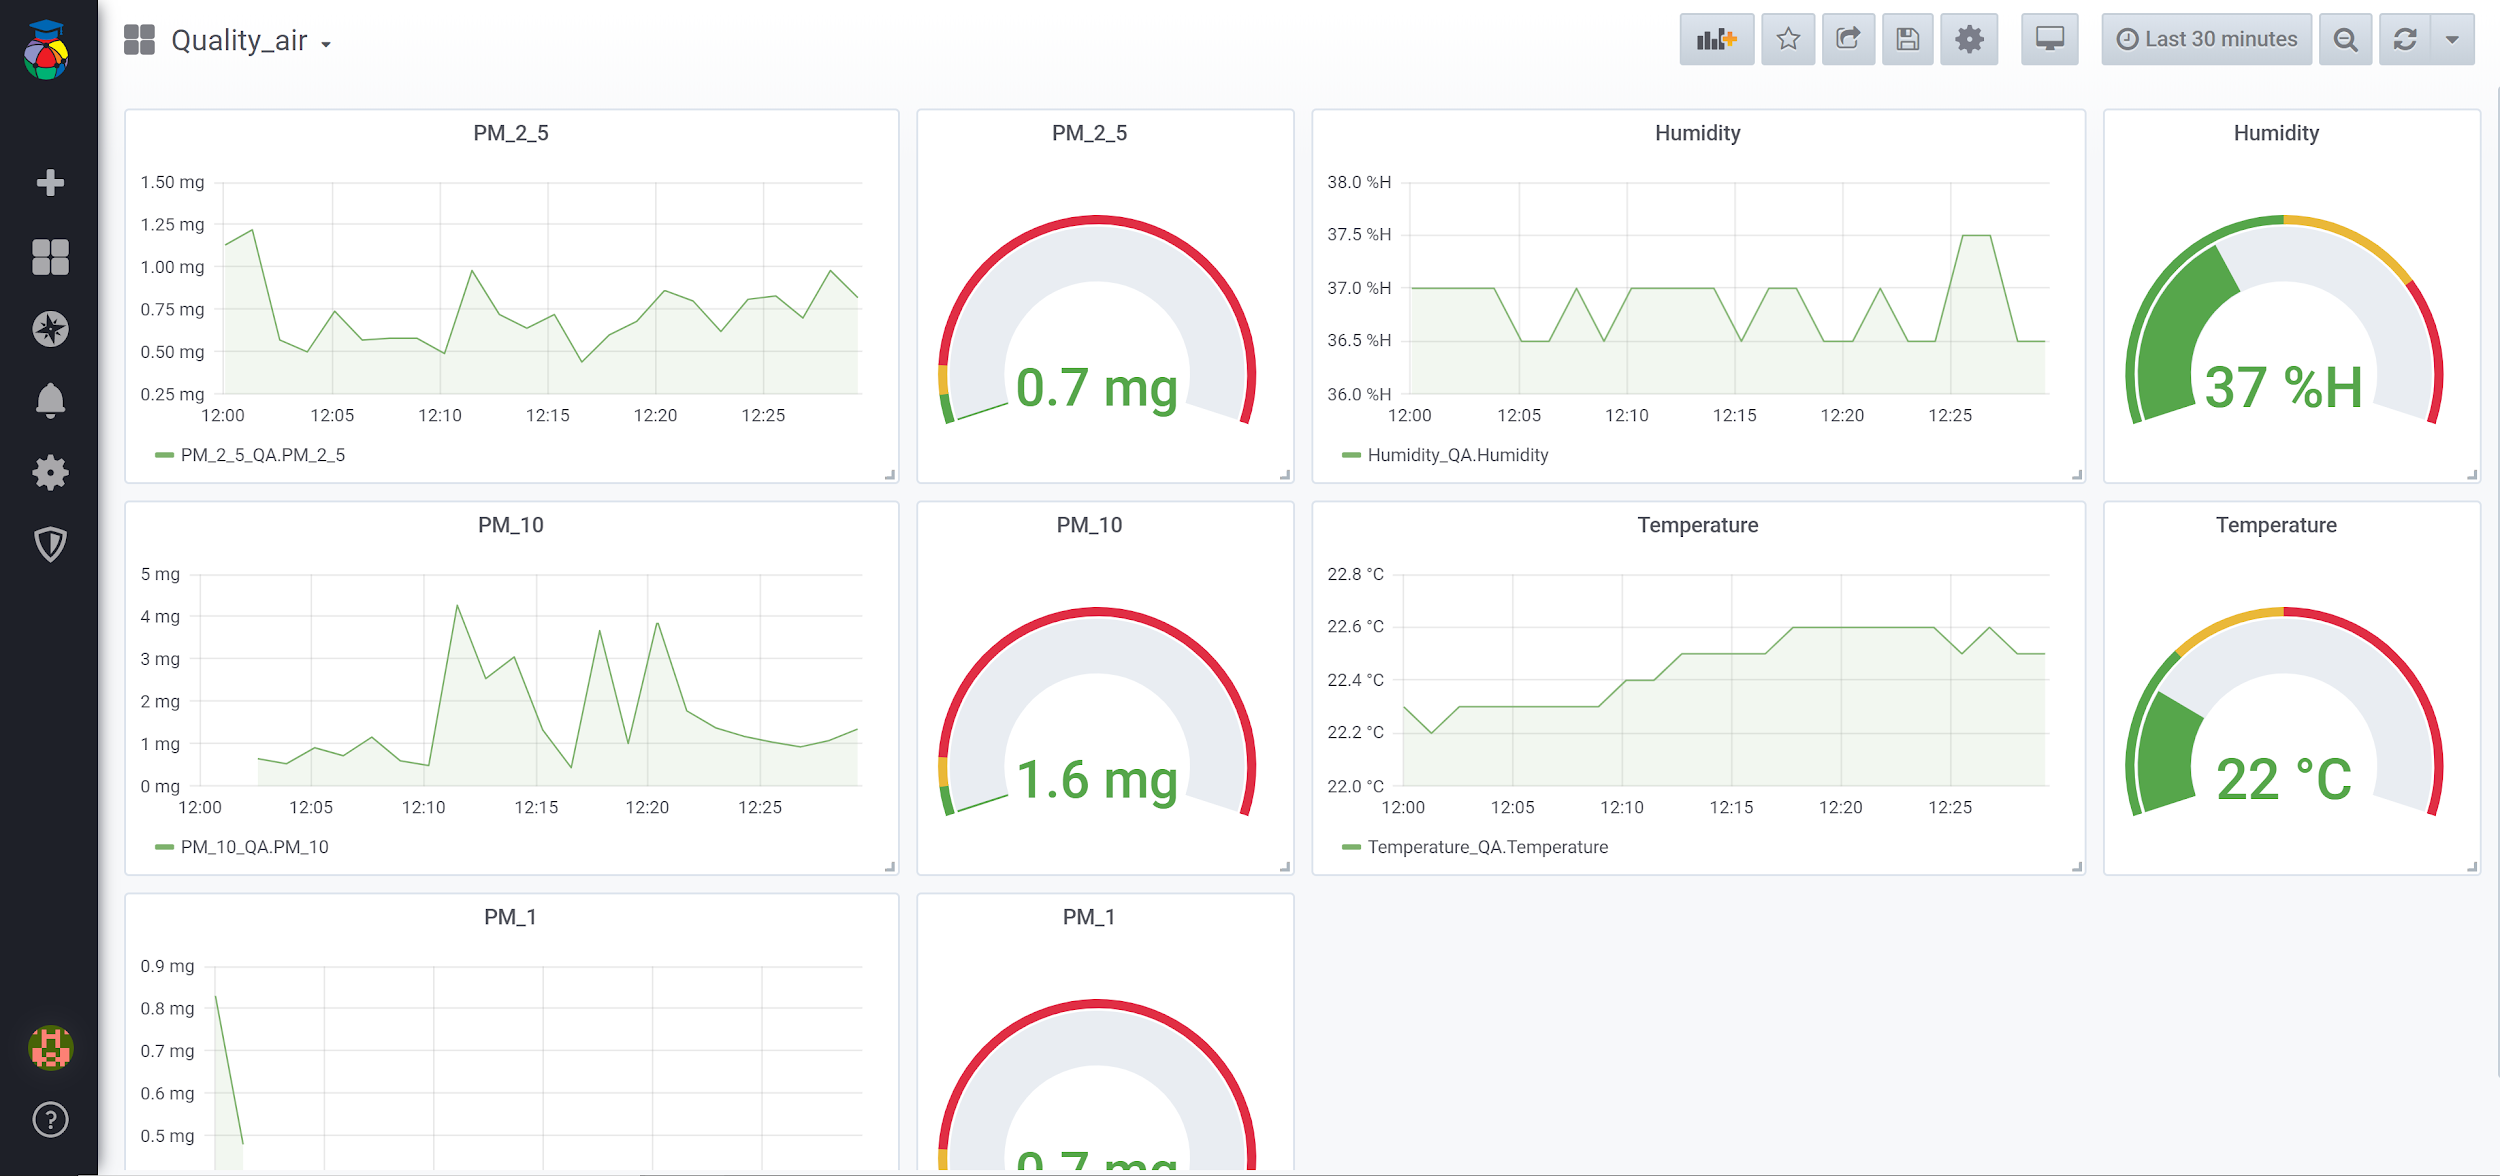 Quality_air
Last 30 minutes
PM_2_5
1.50 mg
1.25 mg
1.00 mg
0.75 mg
0.50 mg
0.25 mg
12:00 12:05 12:10 12:15 12:20 12:25
PM_2_5_QA.PM_2_5
PM_2_5
0.7 mg
Humidity
38.0 %H
37.5 %H
37.0 %H
36.5 %H
36.0 %H
12:00 12:05 12:10 12:15 12:20 12:25
Humidity_QA.Humidity
Humidity
37 %H
PM_10
5 mg
4 mg
3 mg
2 mg
1 mg
0 mg
12:00 12:05 12:10 12:15 12:20 12:25
PM_10_QA.PM_10
PM_10
1.6 mg
Temperature
22.8 °C
22.6 °C
22.4 °C
22.2 °C
22.0 °C
12:00 12:05 12:10 12:15 12:20 12:25
Temperature_QA.Temperature
Temperature
22 °C
PM_1
0.9 mg
0.8 mg
0.7 mg
0.6 mg
0.5 mg
PM_1
0.7 mg